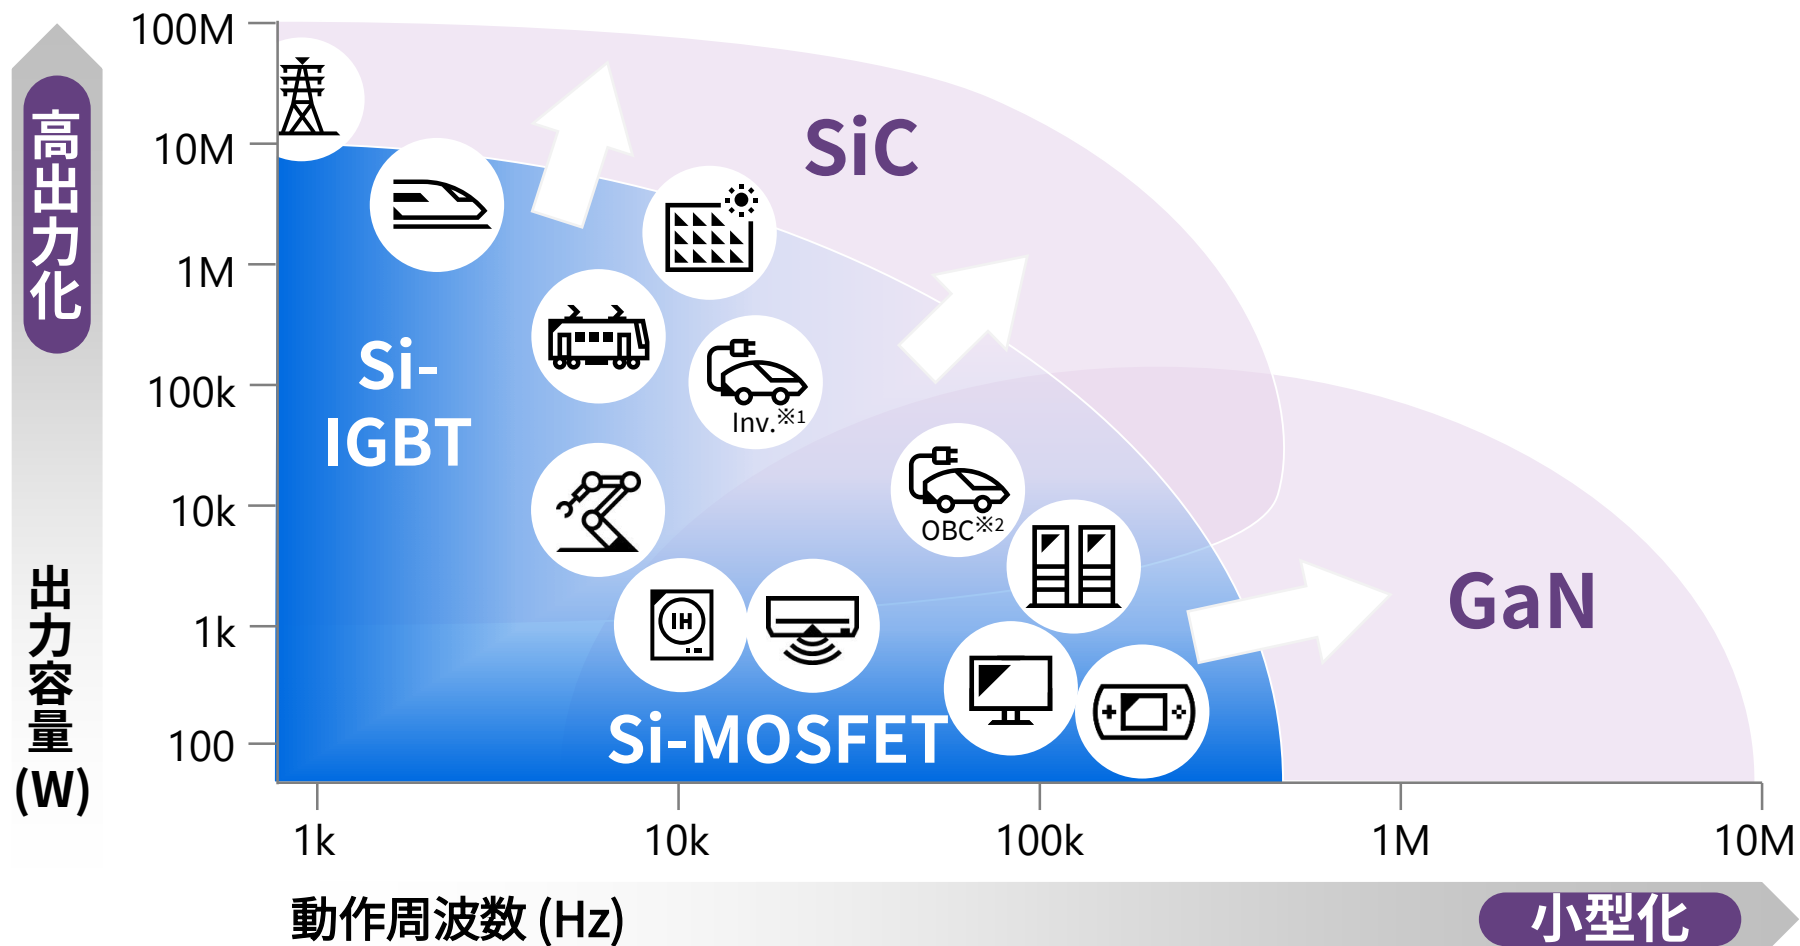 高出力化
出力容量
(W)
100M
10M
1M
100k
10k
1k
100
SiC
Si-
IGBT
Inv.※1
OBC※2
IH
GaN
Si-MOSFET
1k
10k
100k
1M
10M
動作周波数 (Hz)
小型化